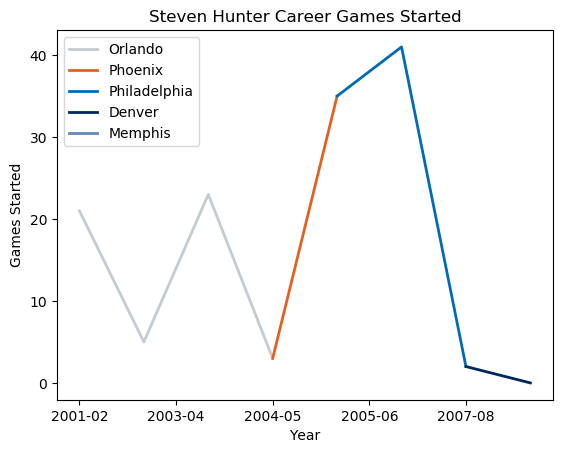 Steven Hunter Career Games Started
Orlando
Phoenix
Philadelphia
Denver
Memphis
40
30
20
10
0
Games Started
2001-02
2003-04
2004-05
2005-06
2007-08
Year